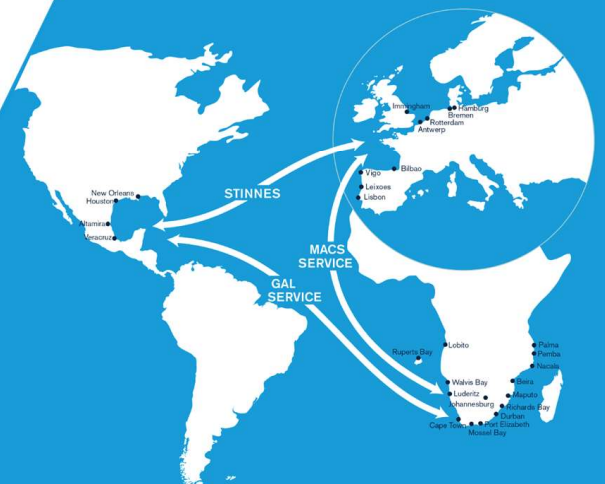 Immingham
Hamburg
Bremen
Rotterdam
Antwerp
Bilbao
Vigo
Leixoes
Lisbon
New Orleans
Houston
Altamira
Veracruz
STINNES
MACS
SERVICE
GAL
SERVICE
Ruperts Bay
Lobito
Palma
Pemba
Nacala
Walvis Bay
Luderitz
Johannesburg
Beira
Maputo
Richards Bay
Durban
Port Elizabeth
Cape Town
Mossel Bay